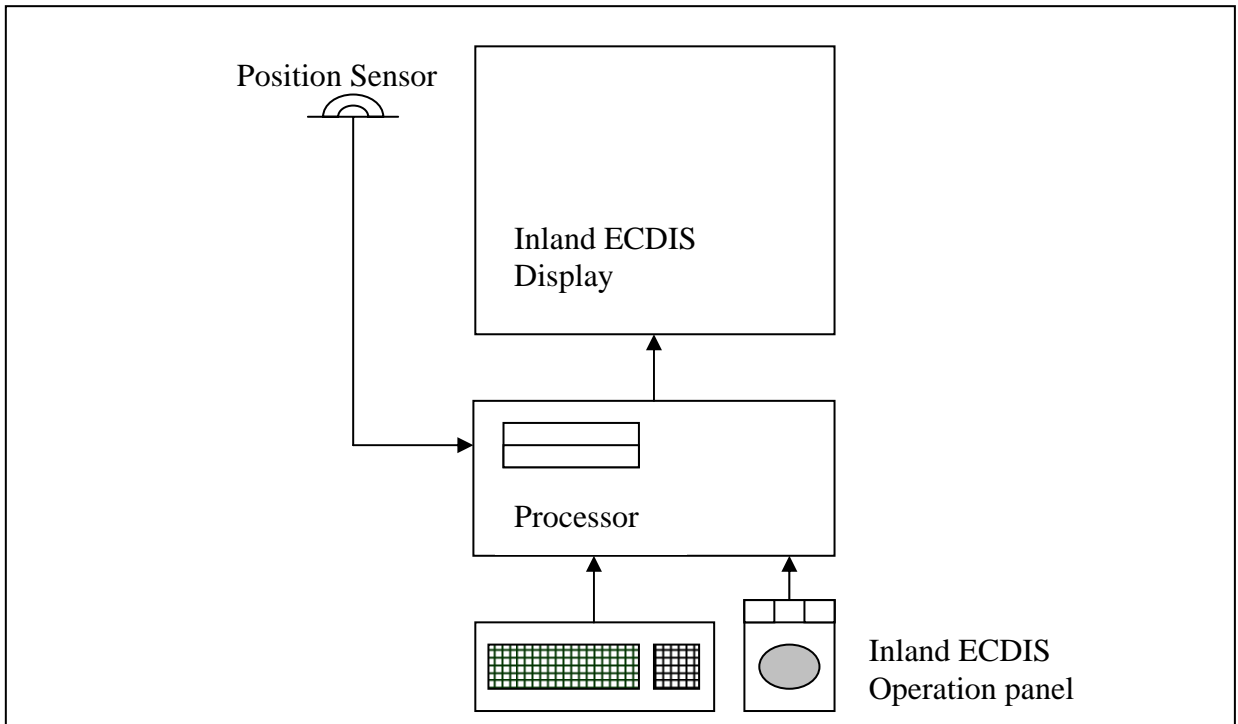 Position Sensor
Inland ECDIS
Display
Processor
Inland ECDIS
Operation panel